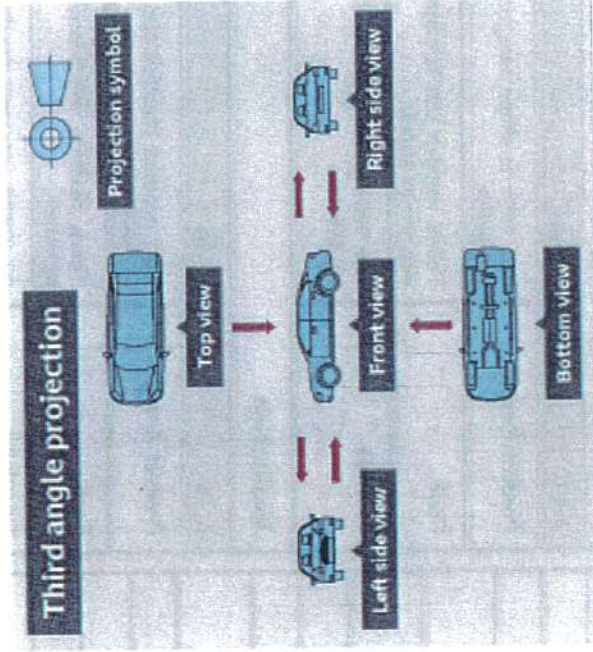 Third angle projection
Projection symbol
Top view
Left side view
Front view
Right side view
Bottom view